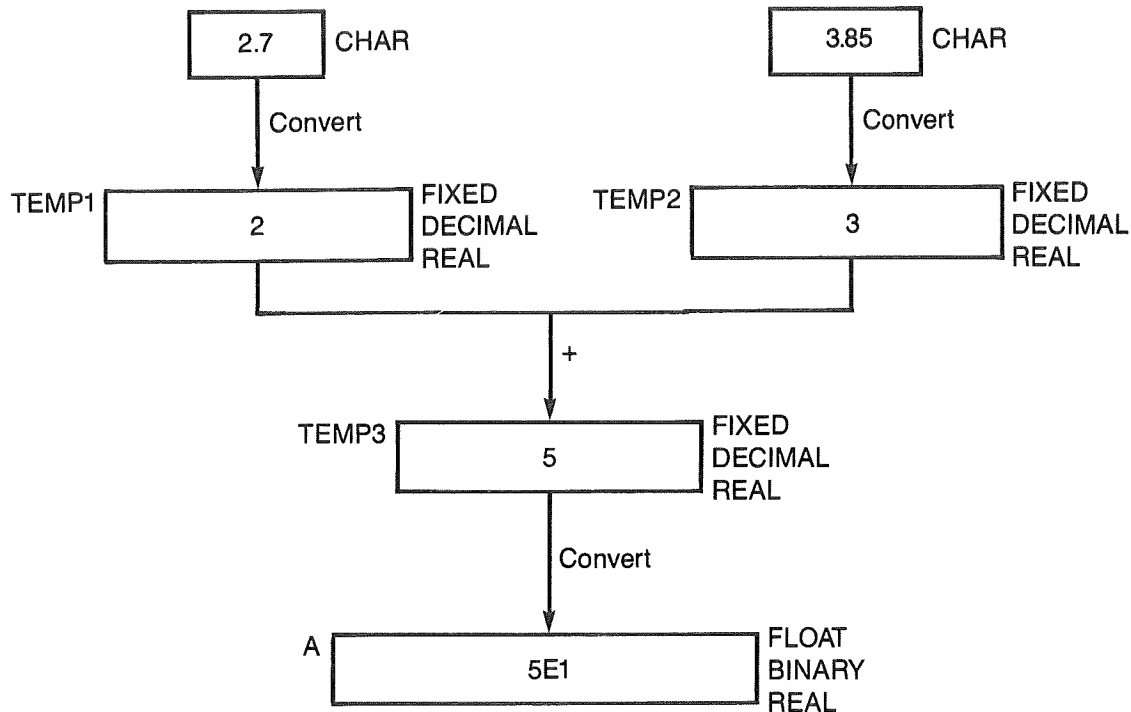 2.7
CHAR
3.85
CHAR
Convert
Convert
TEMP1
2
FIXED
DECIMAL
REAL
TEMP2
3
FIXED
DECIMAL
REAL
+
TEMP3
5
FIXED
DECIMAL
REAL
Convert
A
5E1
FLOAT
BINARY
REAL